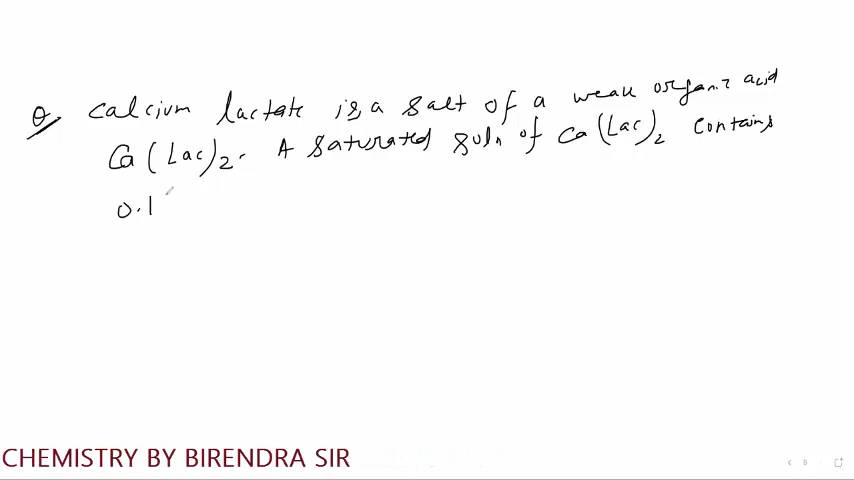 Q calcium lactate is a salt of a weak organic acid
Ca(Lac)2. A saturated soln of Ca(Lac)2 contains
0.1
CHEMISTRY BY BIRENDRA SIR
8